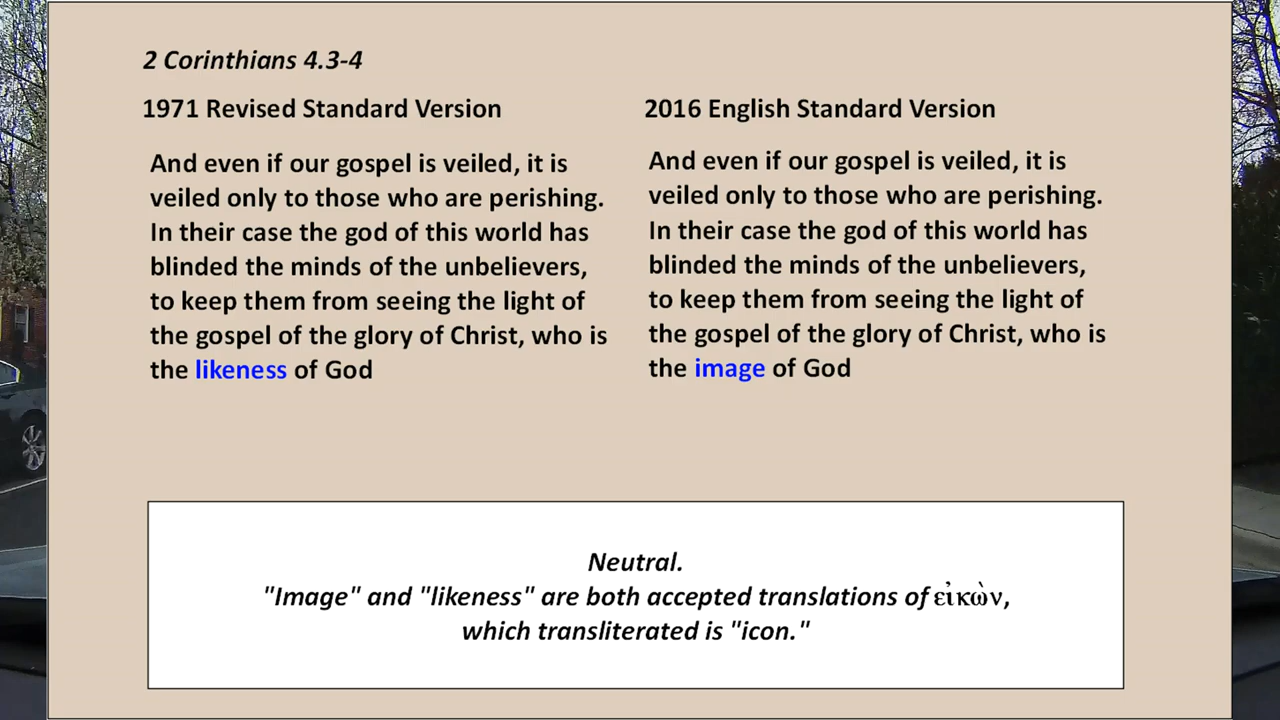 2 Corinthians 4.3-4
1971 Revised Standard Version
And even if our gospel is veiled, it is
veiled only to those who are perishing.
In their case the god of this world has
blinded the minds of the unbelievers,
to keep them from seeing the light of
the gospel of the glory of Christ, who is
the likeness of God
2016 English Standard Version
And even if our gospel is veiled, it is
veiled only to those who are perishing.
In their case the god of this world has
blinded the minds of the unbelievers,
to keep them from seeing the light of
the gospel of the glory of Christ, who is
the image of God
Neutral.
"Image" and "likeness" are both accepted translations of εἰκὼν,
which transliterated is "icon."